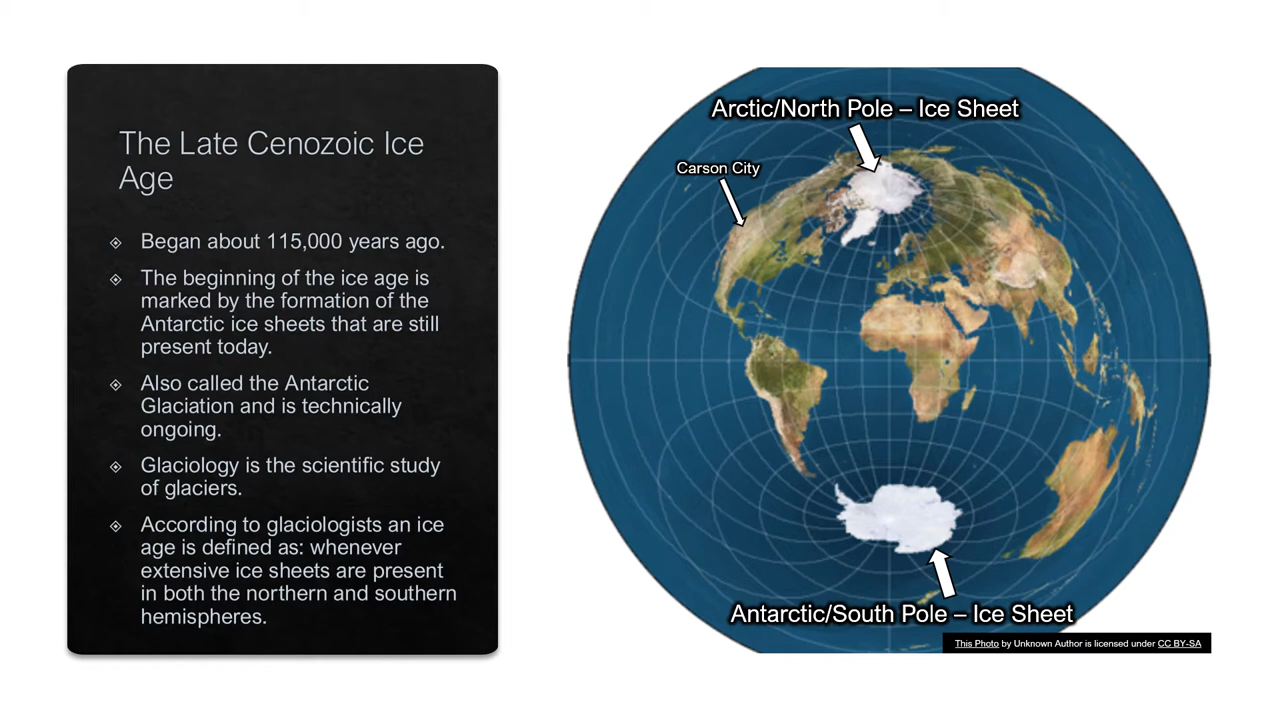 The Late Cenozoic Ice
Age
Began about 115,000 years ago.
The beginning of the ice age is
marked by the formation of the
Antarctic ice sheets that are still
present today.
Also called the Antarctic
Glaciation and is technically
ongoing.
Glaciology is the scientific study
of glaciers.
According to glaciologists an ice
age is defined as: whenever
extensive ice sheets are present
in both the northern and southern
hemispheres.
Arctic/North Pole – Ice Sheet
Carson City
Antarctic/South Pole – Ice Sheet
This Photo by Unknown Author is licensed under CC BY-SA